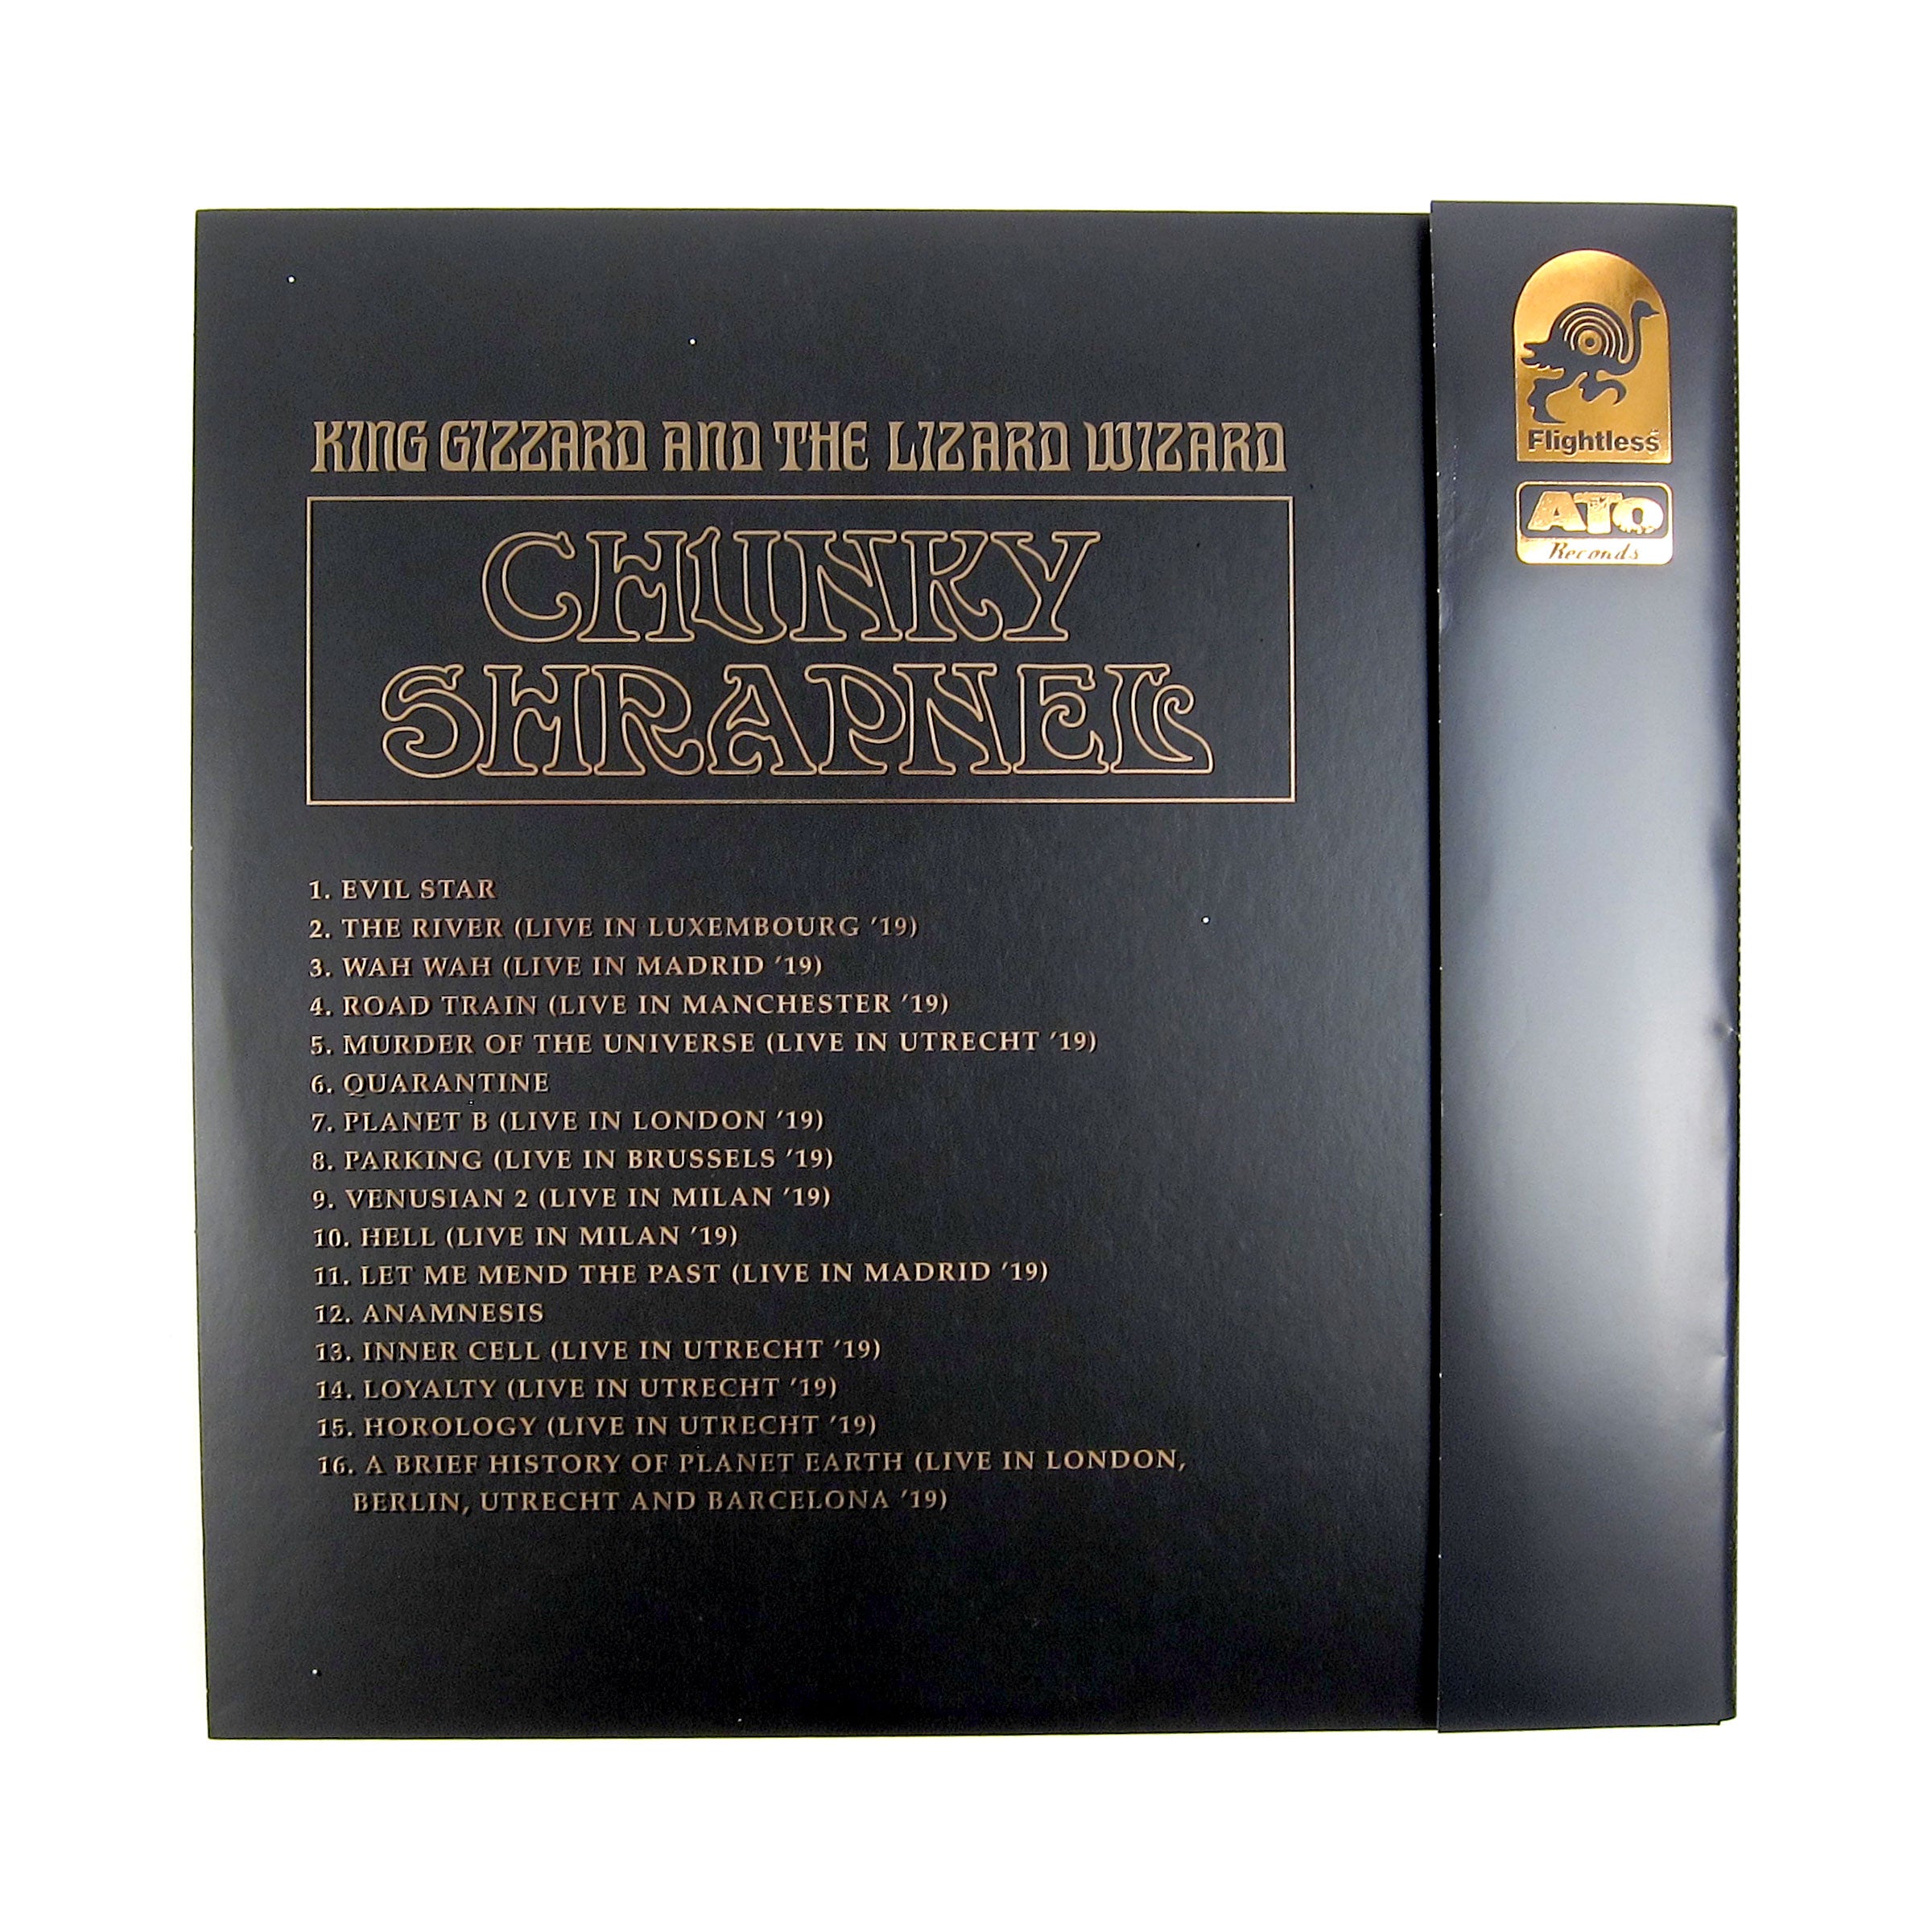 KING GIZZARD AND THE LIZARD WIZARD
CHUNKY
SHRAPNEL
1. EVIL STAR
2. THE RIVER (LIVE IN LUXEMBOURG '19)
3. WAH WAH (LIVE IN MADRID '19)
4. ROAD TRAIN (LIVE IN MANCHESTER '19)
5. MURDER OF THE UNIVERSE (LIVE IN UTRECHT '19)
6. QUARANTINE
7. PLANET B (LIVE IN LONDON '19)
8. PARKING (LIVE IN BRUSSELS '19)
9. VENUSIAN 2 (LIVE IN MILAN '19)
10. HELL (LIVE IN MILAN '19)
11. LET ME MEND THE PAST (LIVE IN MADRID '19)
12. ANAMNESIS
13. INNER CELL (LIVE IN UTRECHT '19)
14. LOYALTY (LIVE IN UTRECHT '19)
15. HOROLOGY (LIVE IN UTRECHT '19)
16. A BRIEF HISTORY OF PLANET EARTH (LIVE IN LONDON,
BERLIN, UTRECHT AND BARCELONA '19)
Flightless
ATO
Records